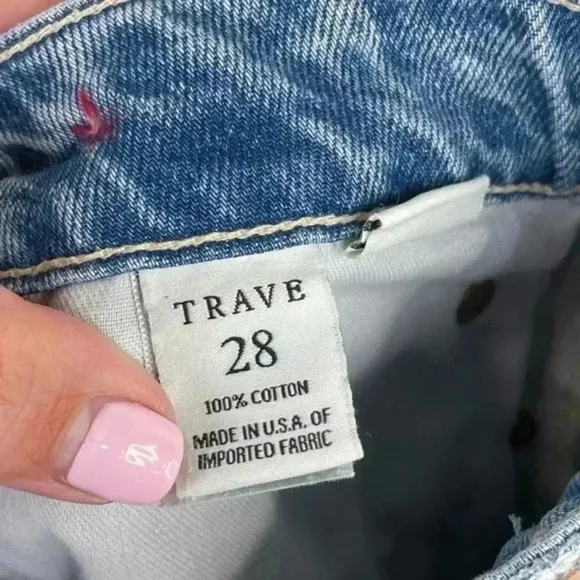 TRAVE
28
100% COTTON
MADE IN U.S.A. OF
IMPORTED FABRIC